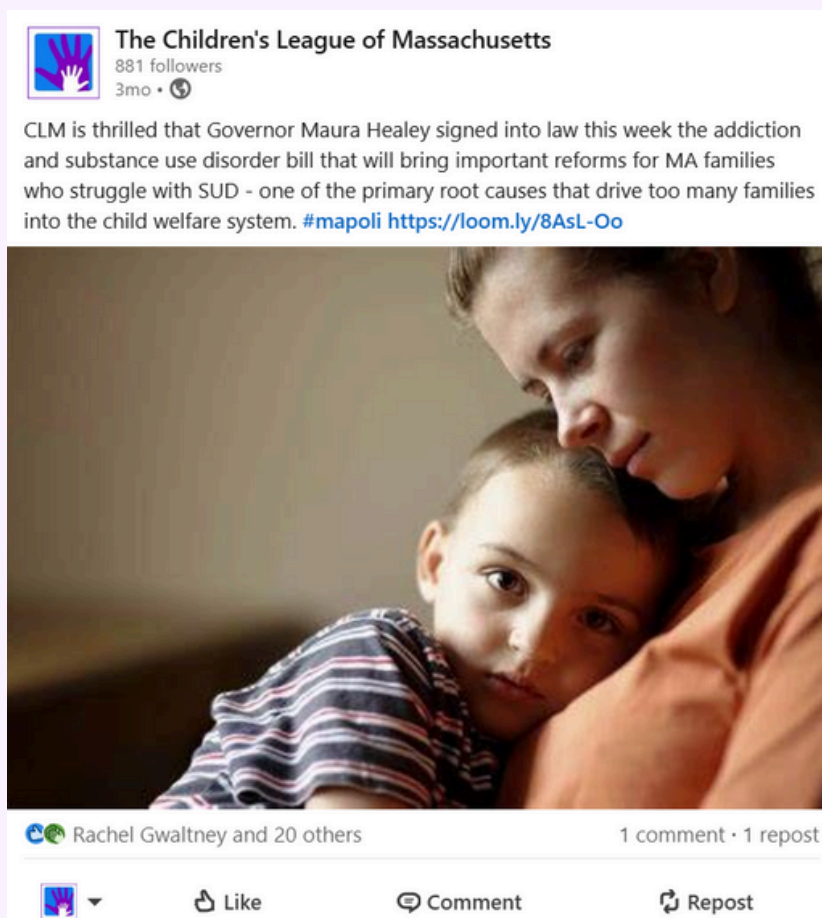 The Children's League of Massachusetts
881 followers
3mo •
CLM is thrilled that Governor Maura Healey signed into law this week the addiction
and substance use disorder bill that will bring important reforms for MA families
who struggle with SUD - one of the primary root causes that drive too many families
into the child welfare system. #mapoli https://loom.ly/8AsL-Oo
Rachel Gwaltney and 20 others 1 comment · 1 repost
Like Comment Repost